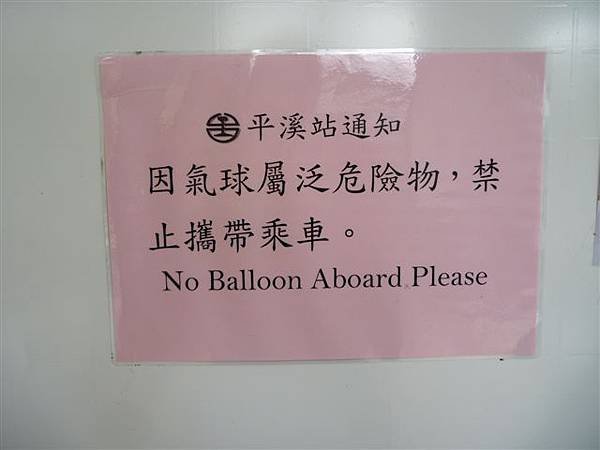 平溪站通知
因氣球屬泛危險物，禁
止攜帶乘車。
No Balloon Aboard Please